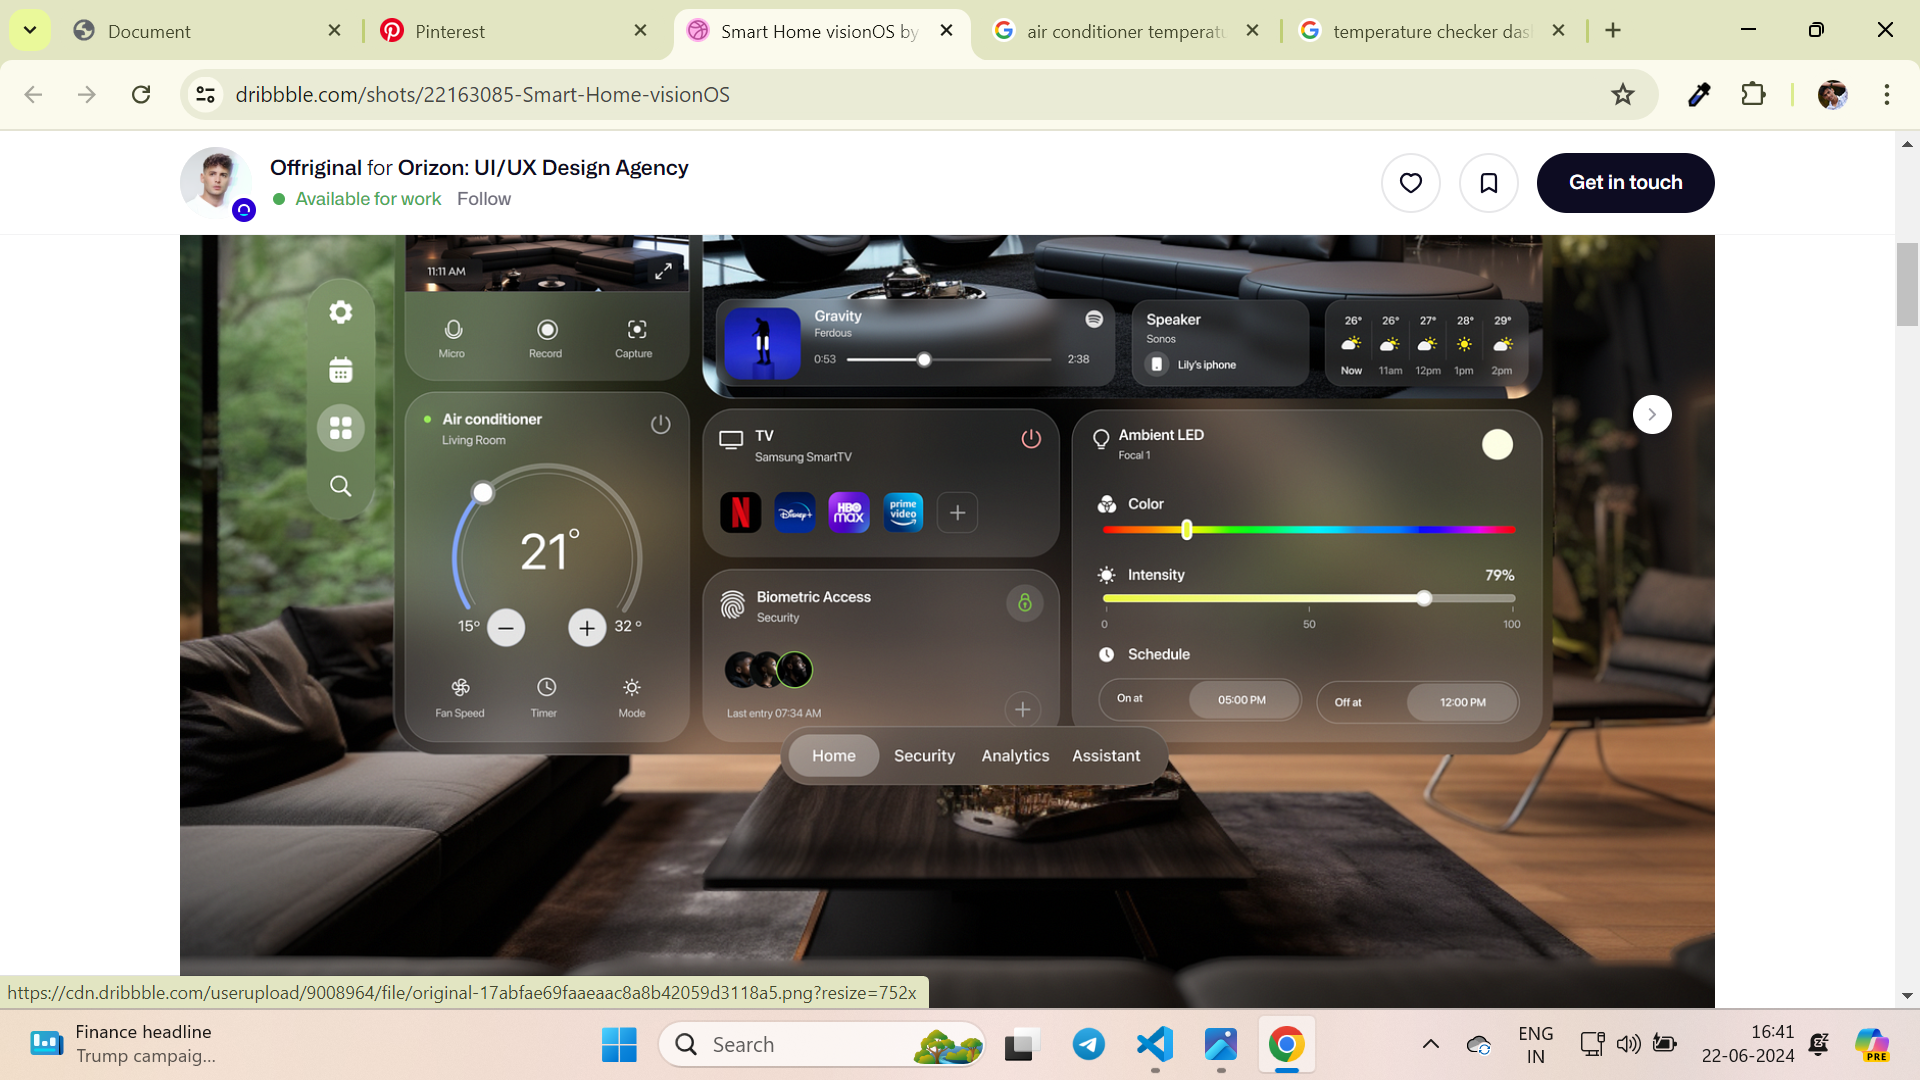 Document
Pinterest
Smart Home visionOS by
air conditioner temperatu
temperature checker das
dribbble.com/shots/22163085-Smart-Home-visionOS
Offriginal for Orizon: UI/UX Design Agency
Available for work Follow
Get in touch
11:11 AM
Micro Record Capture
Gravity
Ferdous
0:53 2:38
Speaker
Sonos
Lily's iphone
26° 26° 27° 28° 29°
Now 11am 12pm 1pm 2pm
Air conditioner
Living Room
21°
15° 32 °
Fan Speed Timer Mode
TV
Samsung SmartTV
N
Disney+
HBO
max
prime
video
Biometric Access
Security
Last entry 07:34 AM
Ambient LED
Focal 1
Color
Intensity 79%
0 50 100
Schedule
On at 05:00 PM Off at 12:00 PM
Home Security Analytics Assistant
https://cdn.dribbble.com/userupload/9008964/file/original-17abfae69faaeaac8a8b42059d3118a5.png?resize=752x
Finance headline
Trump campaig...
Search
ENG
IN
16:41
22-06-2024
PRE